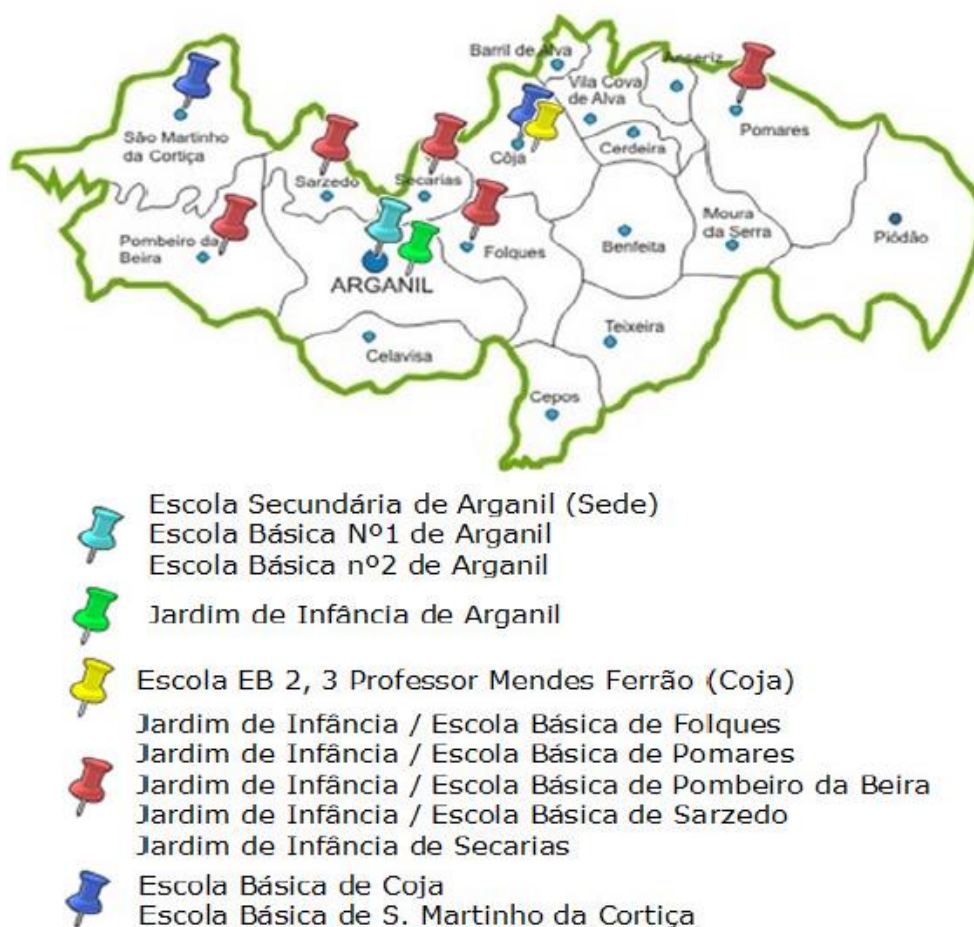 Barril de Alva
Anseriz
Vila Cova
de Alva
São Martinho
da Cortiça
Pomares
Côja
Cerdeira
Sarzedo
Secarias
Moura
da Serra
Pombeiro da
Beira
Folques
Benfeita
Piódão
ARGANIL
Teixeira
Celavisa
Cepos
Escola Secundária de Arganil (Sede)
Escola Básica Nº1 de Arganil
Escola Básica nº2 de Arganil
Jardim de Infância de Arganil
Escola EB 2, 3 Professor Mendes Ferrão (Coja)
Jardim de Infância / Escola Básica de Folques
Jardim de Infância / Escola Básica de Pomares
Jardim de Infância / Escola Básica de Pombeiro da Beira
Jardim de Infância / Escola Básica de Sarzedo
Jardim de Infância de Secarias
Escola Básica de Coja
Escola Básica de S. Martinho da Cortiça